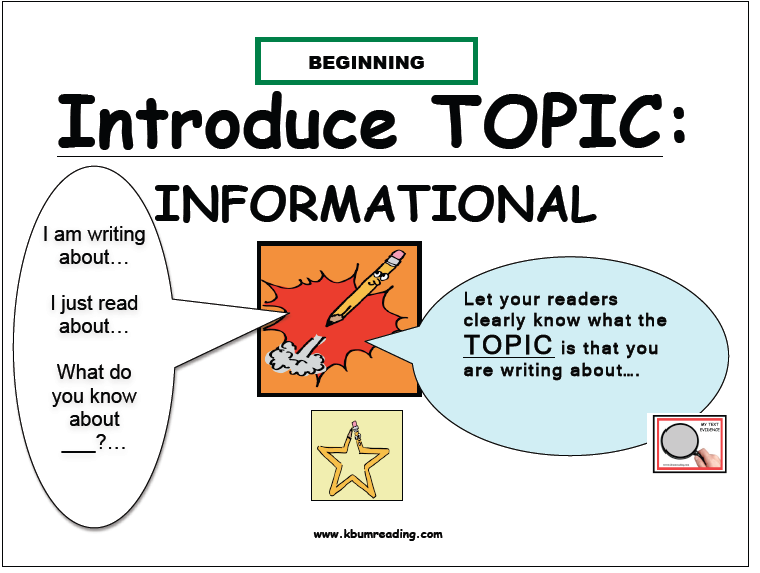 BEGINNING
Introduce TOPIC:
INFORMATIONAL
I am writing
about…
I just read
about…
What do
you know
about
___?…
Let your readers
clearly know what the
TOPIC is that you
are writing about….
MY TEXT
EVIDENCE
www.kbumreading.com